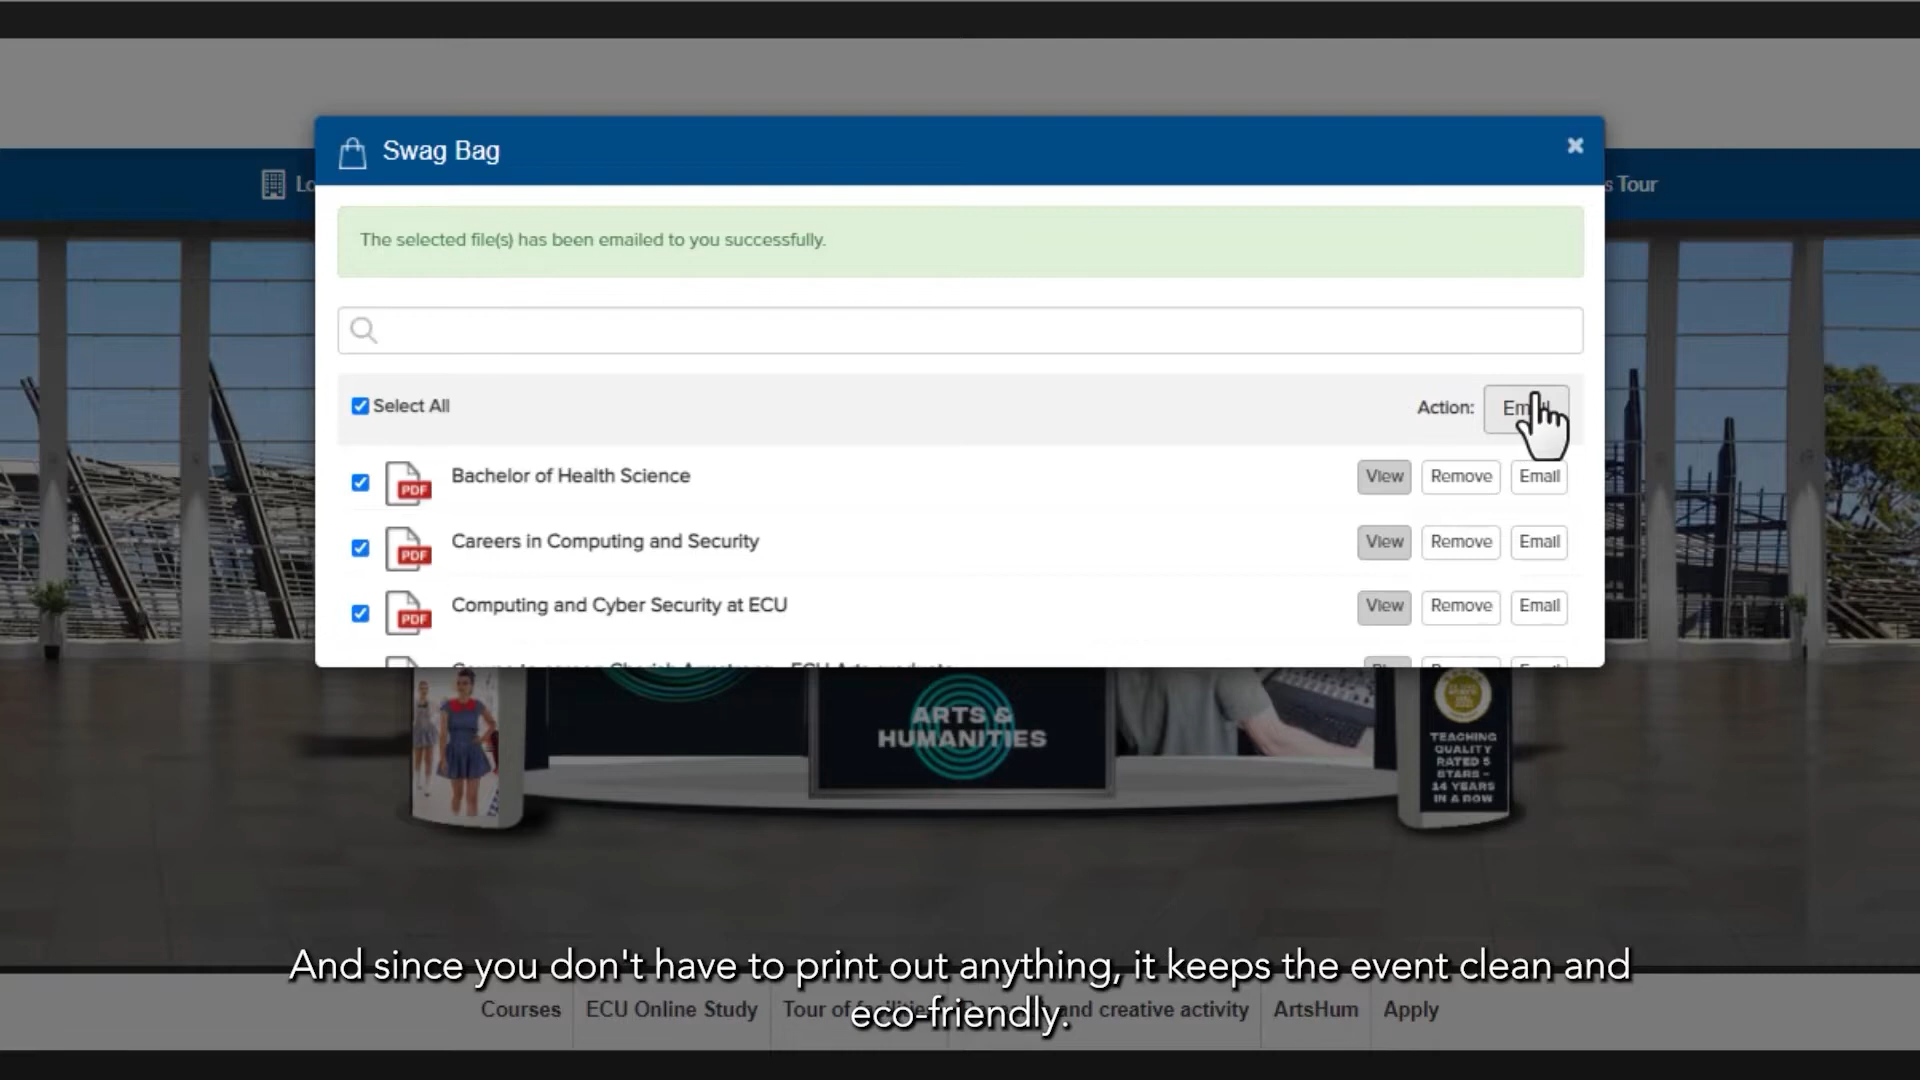 Swag Bag
Lo
s Tour
The selected file(s) has been emailed to you successfully.
Select All
Action:
Bachelor of Health Science
View Remove Email
Careers in Computing and Security
View Remove Email
Computing and Cyber Security at ECU
View Remove Email
ARTS &
HUMANITIES
TEACHING
QUALITY
RATED 5
STARS –
14 YEARS
IN A ROW
And since you don't have to print out anything, it keeps the event clean and
eco-friendly.
Courses ECU Online Study Tour of and creative activity ArtsHum Apply